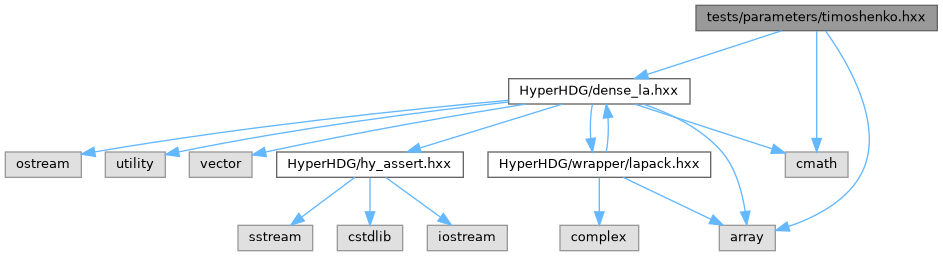 tests/parameters/timoshenko.hxx
HyperHDG/dense_la.hxx
ostream
utility
vector
HyperHDG/hy_assert.hxx
HyperHDG/wrapper/lapack.hxx
cmath
sstream
cstdlib
iostream
complex
array